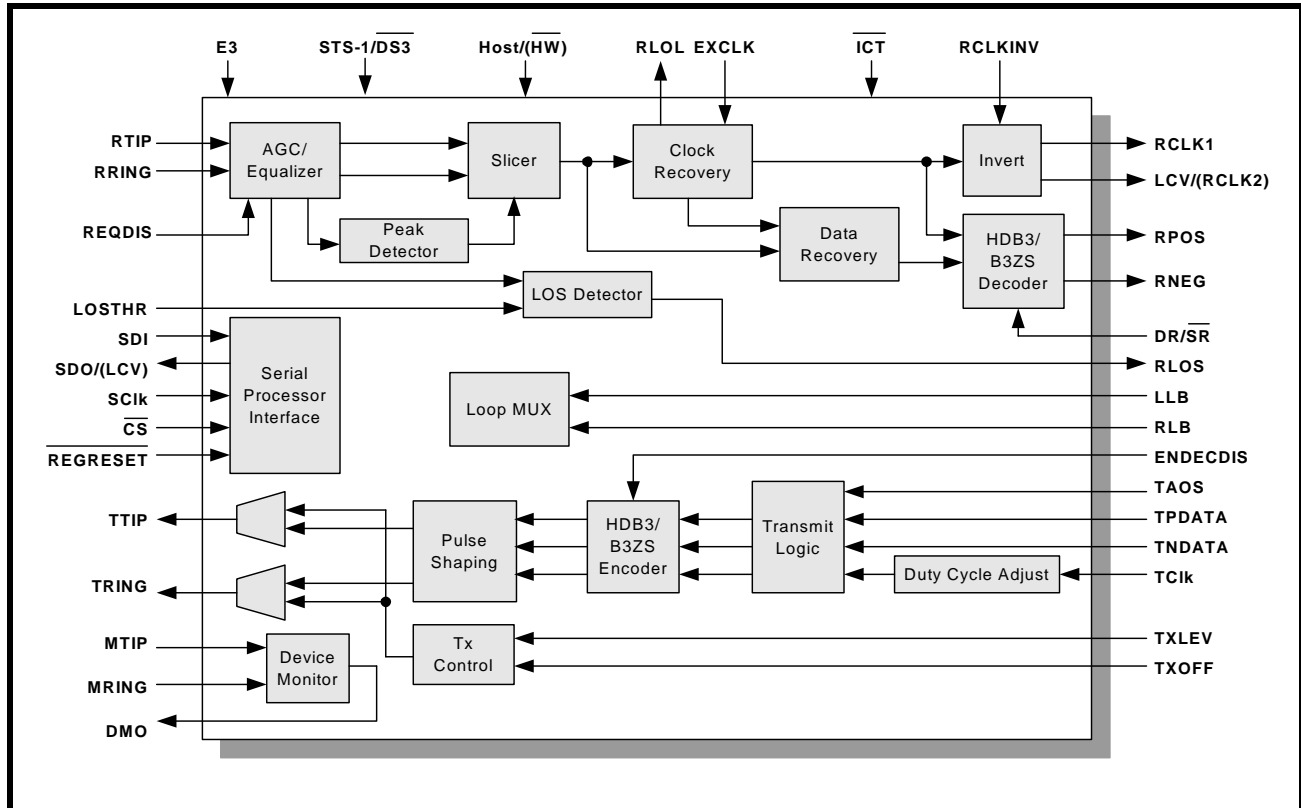 E3
STS-1/DS3
Host/(HW)
RLOL
EXCLK
ICT
RCLKINV
RTIP
RRING
REQDIS
LOSTHR
SDI
SDO/(LCV)
SClk
CS
REGRESET
TTIP
TRING
MTIP
MRING
DMO
AGC/
Equalizer
Slicer
Clock
Recovery
Invert
Peak
Detector
Data
Recovery
HDB3/
B3ZS
Decoder
LOS Detector
Serial
Processor
Interface
Loop MUX
Pulse
Shaping
HDB3/
B3ZS
Encoder
Transmit
Logic
Duty Cycle Adjust
Tx
Control
Device
Monitor
RCLK1
LCV/(RCLK2)
RPOS
RNEG
DR/SR
RLOS
LLB
RLB
ENDECDIS
TAOS
TPDATA
TNDATA
TClk
TXLEV
TXOFF